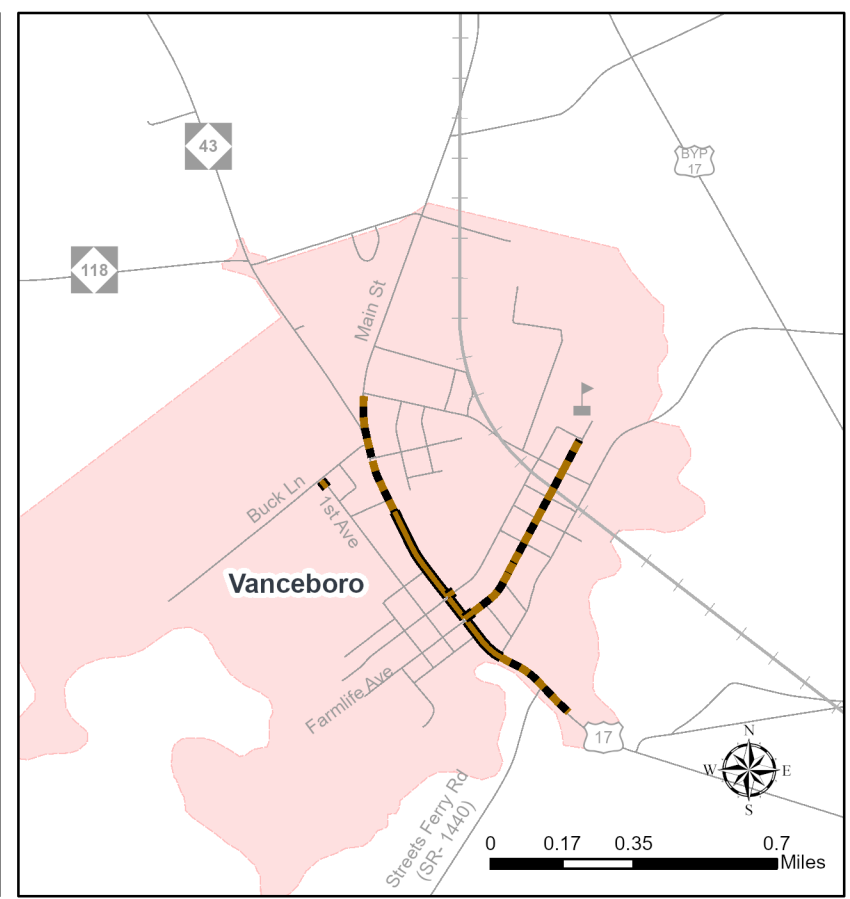 43
BYP
17
118
Main St
Buck Ln
1st Ave
Vanceboro
Farmlife Ave
17
N
W
E
S
Streets Ferry Rd
(SR- 1440)
0
0.17
0.35
0.7
Miles